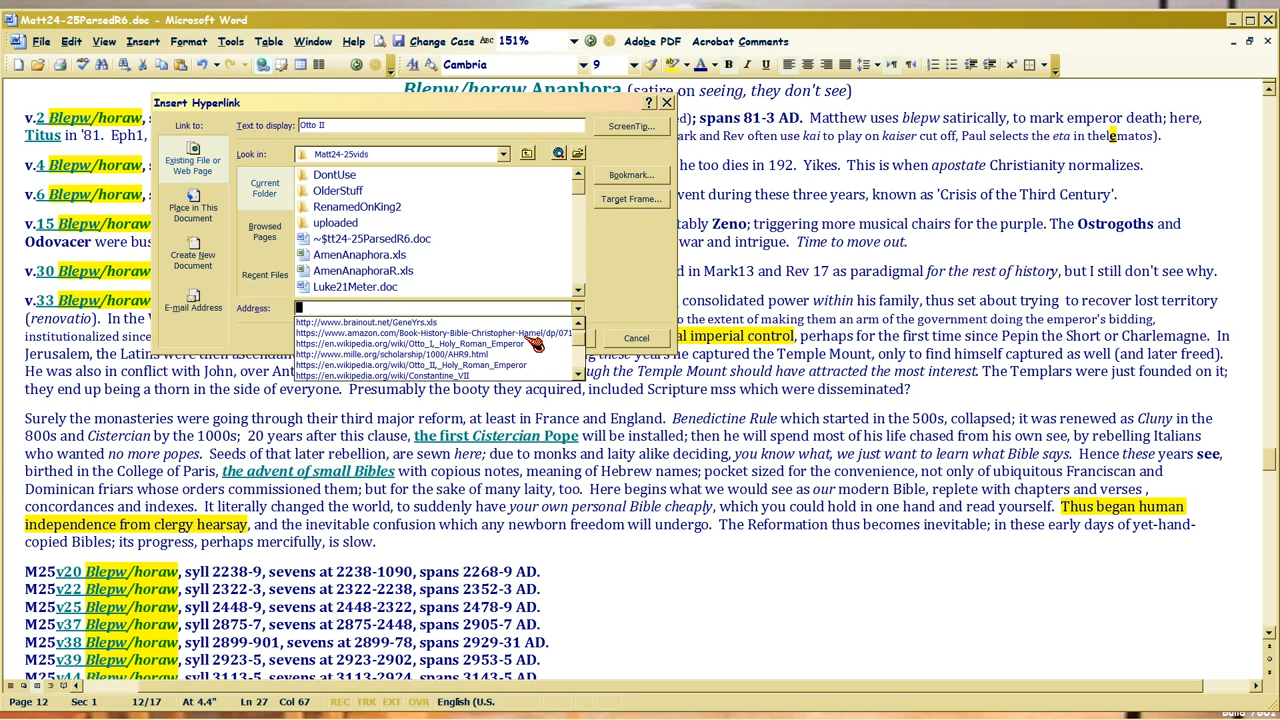 Matt24-25ParsedR6.doc - Microsoft Word
File Edit View Insert Format Tools Table Window Help Change Case ABC 151% Adobe PDF Acrobat Comments
Cambria 9 B I U
Blepw/horaw Anaphora (satire on seeing, they don't see)
v.2 Blepw/horaw, s
ed); spans 81-3 AD. Matthew uses blepw satirically, to mark emperor death; here,
Titus in '81. Eph1,
ark and Rev often use kai to play on kaiser cut off, Paul selects the eta in thelematos).
v.4 Blepw/horaw, s
he too dies in 192. Yikes. This is when apostate Christianity normalizes.
v.6 Blepw/horaw, s
went during these three years, known as 'Crisis of the Third Century'.
v.15 Blepw/horaw,
tably Zeno; triggering more musical chairs for the purple. The Ostrogoths and
Odovacer were bus
war and intrigue. Time to move out.
v.30 Blepw/horaw,
d in Mark13 and Rev 17 as paradigmal for the rest of history, but I still don't see why.
v.33 Blepw/horaw,
consolidated power within his family, thus set about trying to recover lost territory
(renovatio). In the W
to the extent of making them an arm of the government doing the emperor's bidding,
institutionalized since
al imperial control, perhaps for the first time since Pepin the Short or Charlemagne. In
Jerusalem, the Latins were then ascendan
these years he captured the Temple Mount, only to find himself captured as well (and later freed).
He was also in conflict with John, over Ant
ugh the Temple Mount should have attracted the most interest. The Templars were just founded on it;
they end up being a thorn in the side of everyone. Presumably the booty they acquired, included Scripture mss which were disseminated?
Surely the monasteries were going through their third major reform, at least in France and England. Benedictine Rule which started in the 500s, collapsed; it was renewed as Cluny in the
800s and Cistercian by the 1000s; 20 years after this clause, the first Cistercian Pope will be installed; then he will spend most of his life chased from his own see, by rebelling Italians
who wanted no more popes. Seeds of that later rebellion, are sewn here; due to monks and laity alike deciding, you know what, we just want to learn what Bible says. Hence these years see,
birthed in the College of Paris, the advent of small Bibles with copious notes, meaning of Hebrew names; pocket sized for the convenience, not only of ubiquitous Franciscan and
Dominican friars whose orders commissioned them; but for the sake of many laity, too. Here begins what we would see as our modern Bible, replete with chapters and verses ,
concordances and indexes. It literally changed the world, to suddenly have your own personal Bible cheaply, which you could hold in one hand and read yourself. Thus began human
independence from clergy hearsay, and the inevitable confusion which any newborn freedom will undergo. The Reformation thus becomes inevitable; in these early days of yet-hand-
copied Bibles; its progress, perhaps mercifully, is slow.
M25v20 Blepw/horaw, syll 2238-9, sevens at 2238-1090, spans 2268-9 AD.
M25v22 Blepw/horaw, syll 2322-3, sevens at 2322-2238, spans 2352-3 AD.
M25v25 Blepw/horaw, syll 2448-9, sevens at 2448-2322, spans 2478-9 AD.
M25v37 Blepw/horaw, syll 2875-7, sevens at 2875-2448, spans 2905-7 AD.
M25v38 Blepw/horaw, syll 2899-901, sevens at 2899-78, spans 2929-31 AD.
M25v39 Blepw/horaw, syll 2923-5, sevens at 2923-2902, spans 2953-5 AD.
M25v44 Blepw/horaw, syll 3113-5, sevens at 3113-2924, spans 3143-5 AD.
Insert Hyperlink
Link to:
Text to display: Otto II
ScreenTip...
Existing File or
Web Page
Look in: Matt24-25vids
Place in This
Document
Create New
Document
E-mail Address
Current
Folder
Browsed
Pages
Recent Files
DontUse
OlderStuff
RenamedOnKing2
uploaded
~$tt24-25ParsedR6.doc
AmenAnaphora.xls
AmenAnaphoraR.xls
Luke21Meter.doc
Bookmark...
Target Frame...
Address:
http://www.brainout.net/GeneYrs.xls
https://www.amazon.com/Book-History-Bible-Christopher-Hamel/dp/071
https://en.wikipedia.org/wiki/Otto_I,_Holy_Roman_Emperor
http://www.mille.org/scholarship/1000/AHR9.html
https://en.wikipedia.org/wiki/Otto_II,_Holy_Roman_Emperor
https://en.wikipedia.org/wiki/Constantine_VII
Cancel
Page 12 Sec 1 12/17 At 4.4" Ln 27 Col 67 REC TRK EXT OVR English (U.S.